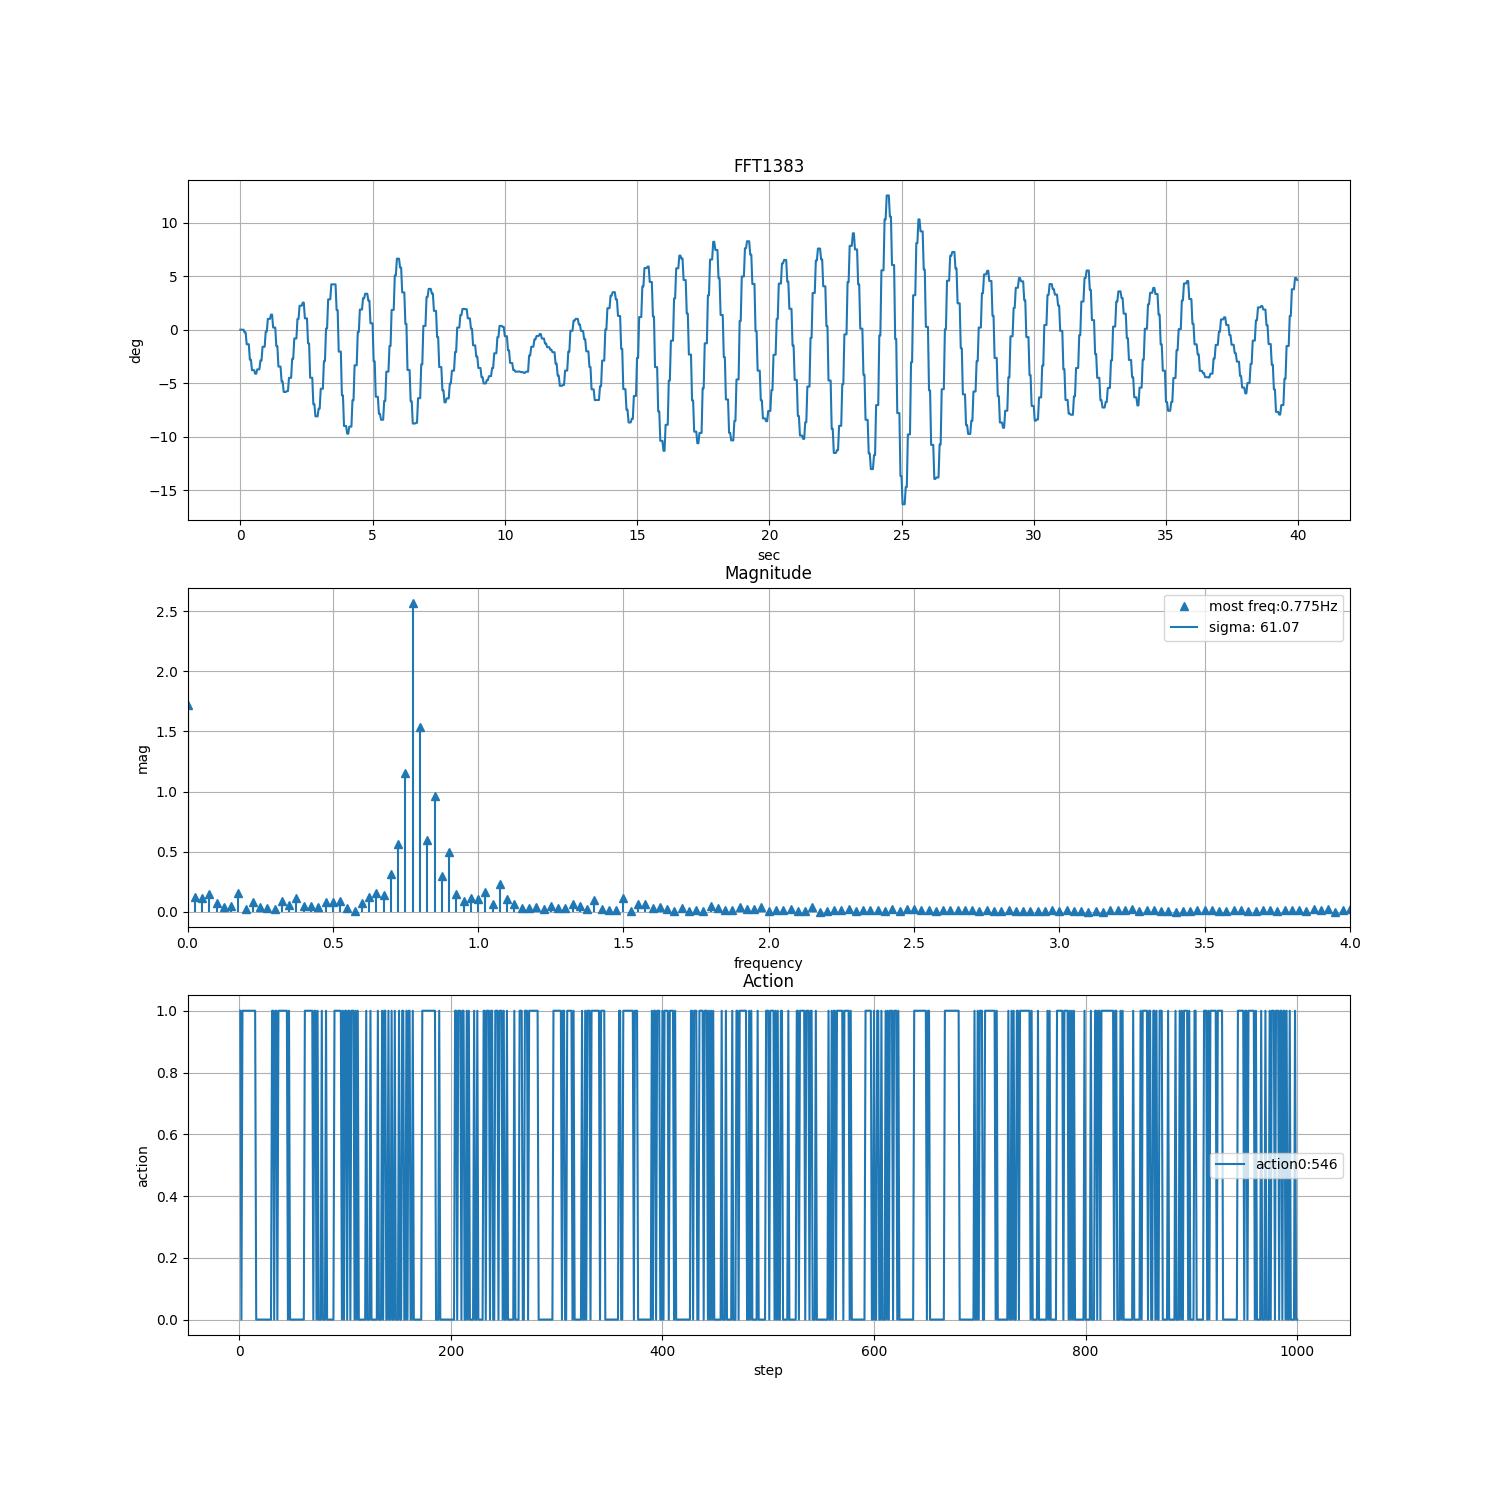 FFT1383
10
5
0
−5
−10
−15
deg
0 5 10 15 20 25 30 35 40
sec
Magnitude
most freq:0.775Hz
sigma: 61.07
2.5
2.0
1.5
1.0
0.5
0.0
mag
0.0 0.5 1.0 1.5 2.0 2.5 3.0 3.5 4.0
frequency
Action
1.0
0.8
0.6
0.4
0.2
0.0
action
action0:546
0 200 400 600 800 1000
step